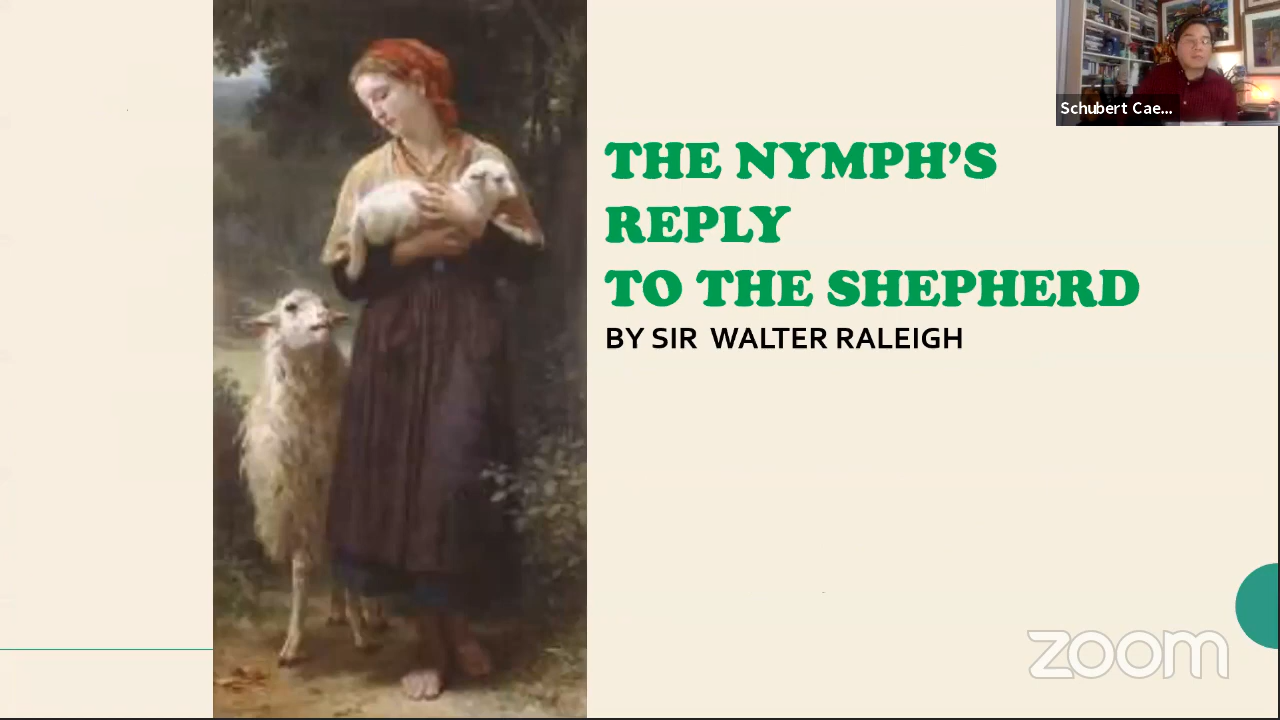 Schubert Cae...
THE NYMPH’S
REPLY
TO THE SHEPHERD
BY SIR  WALTER RALEIGH
zoom